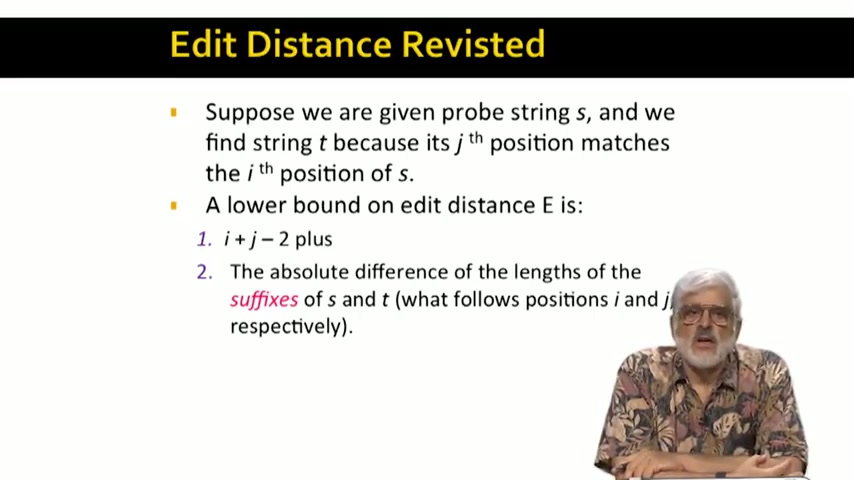 Edit Distance Revisted
Suppose we are given probe string s, and we
find string t because its j th position matches
the i th position of s.
A lower bound on edit distance E is:
1. i + j – 2 plus
2. The absolute difference of the lengths of the
suffixes of s and t (what follows positions i and j,
respectively).